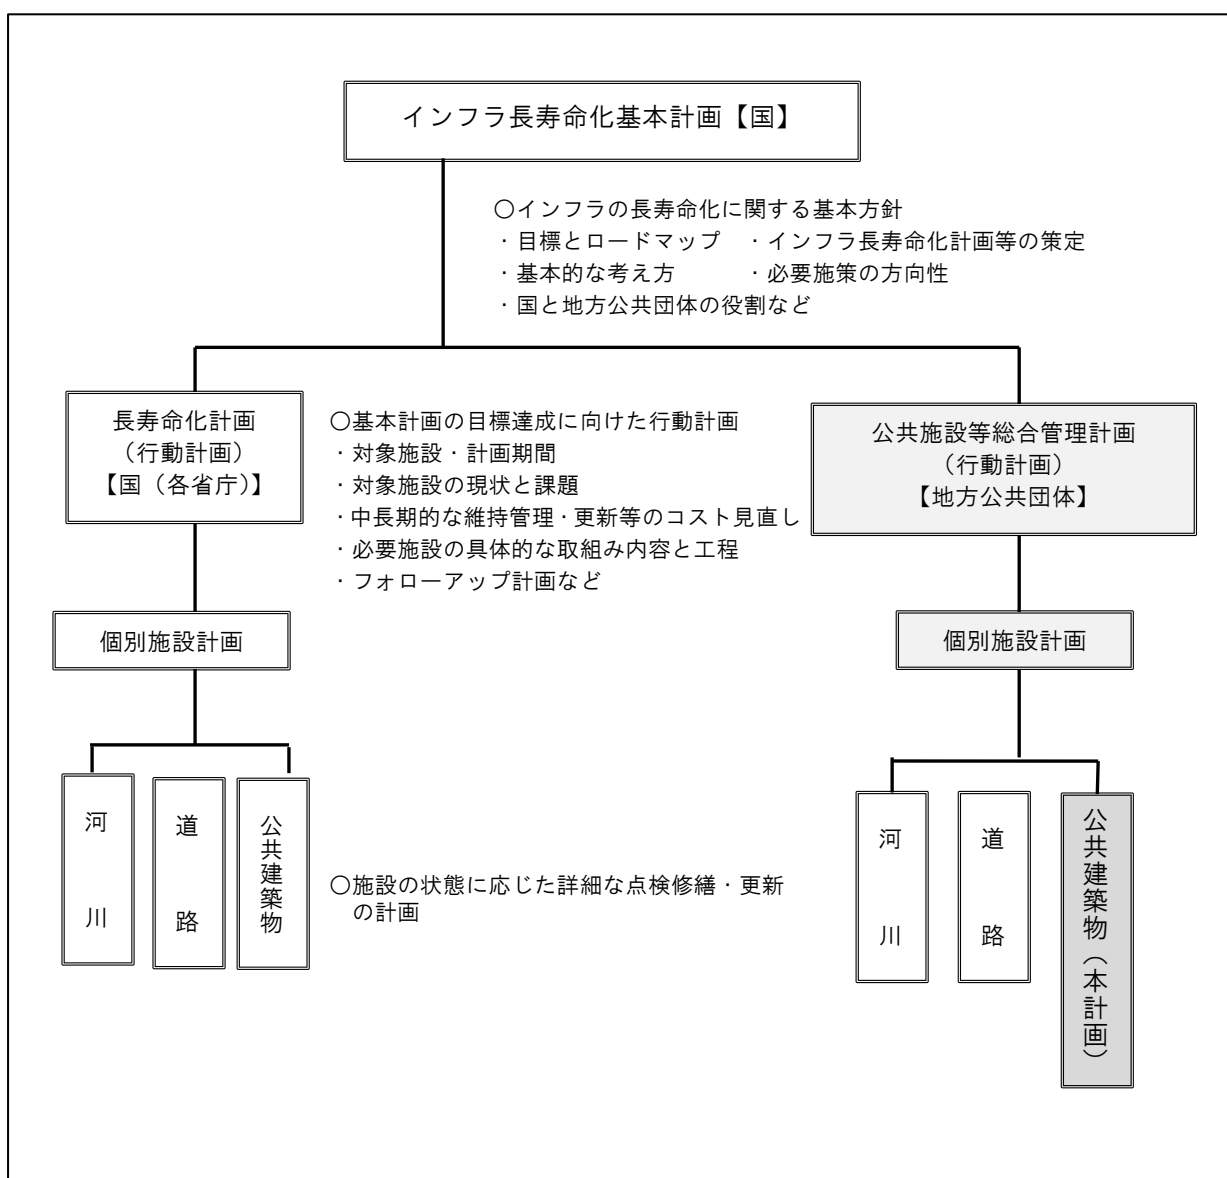 インフラ長寿命化基本計画【国】
〇インフラの長寿命化に関する基本方針
・目標とロードマップ ・インフラ長寿命化計画等の策定
・基本的な考え方 ・必要施策の方向性
・国と地方公共団体の役割など
長寿命化計画
（行動計画）
【国（各省庁）】
〇基本計画の目標達成に向けた行動計画
・対象施設・計画期間
・対象施設の現状と課題
・中長期的な維持管理・更新等のコスト見直し
・必要施設の具体的な取組み内容と工程
・フォローアップ計画など
公共施設等総合管理計画
（行動計画）
【地方公共団体】
個別施設計画
個別施設計画
河川
道路
公共建築物
〇施設の状態に応じた詳細な点検修繕・更新
の計画
河川
道路
公共建築物（本計画）